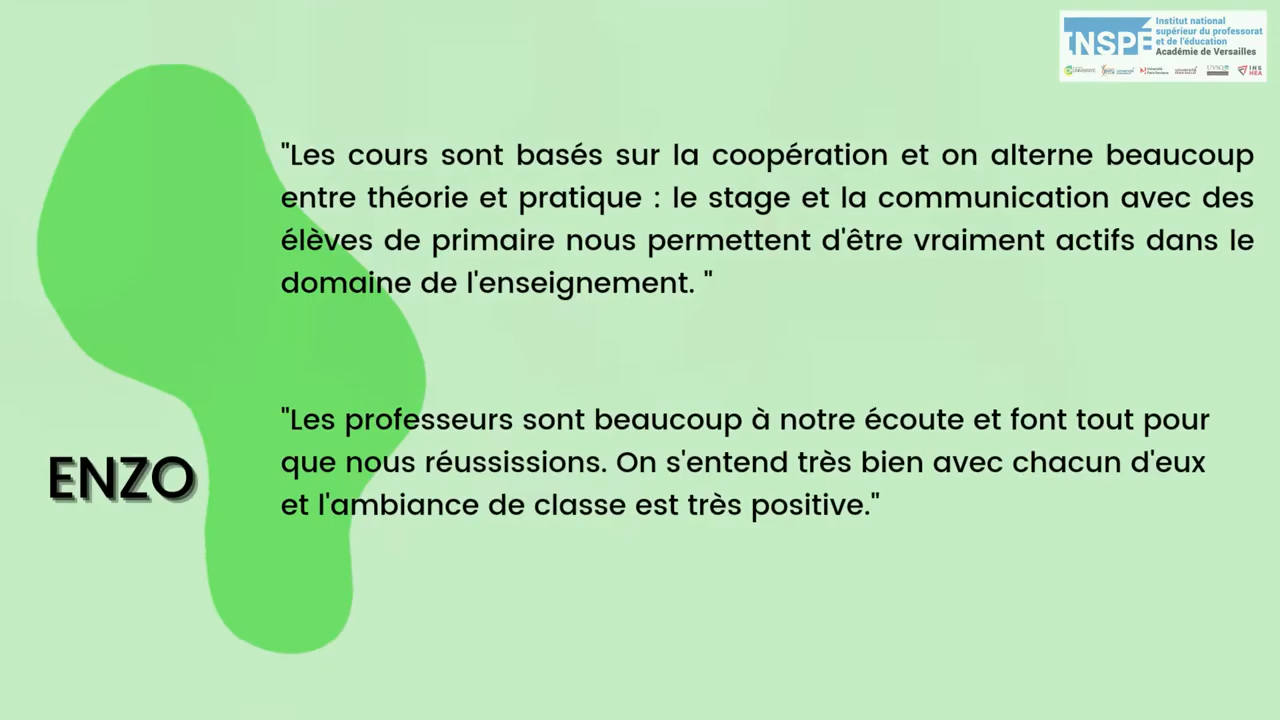 INSPÉ
Institut national
supérieur du professorat
et de l'éducation
Académie de Versailles
"Les cours sont basés sur la coopération et on alterne beaucoup
entre théorie et pratique : le stage et la communication avec des
élèves de primaire nous permettent d'être vraiment actifs dans le
domaine de l'enseignement. "
"Les professeurs sont beaucoup à notre écoute et font tout pour
que nous réussissions. On s'entend très bien avec chacun d'eux
et l'ambiance de classe est très positive."
ENZO